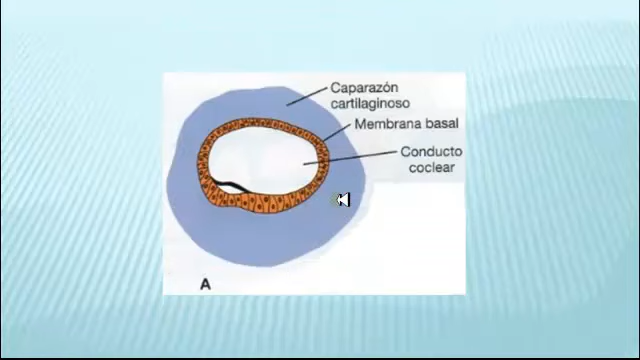 Caparazón
cartilaginoso
Membrana basal
Conducto
coclear
A